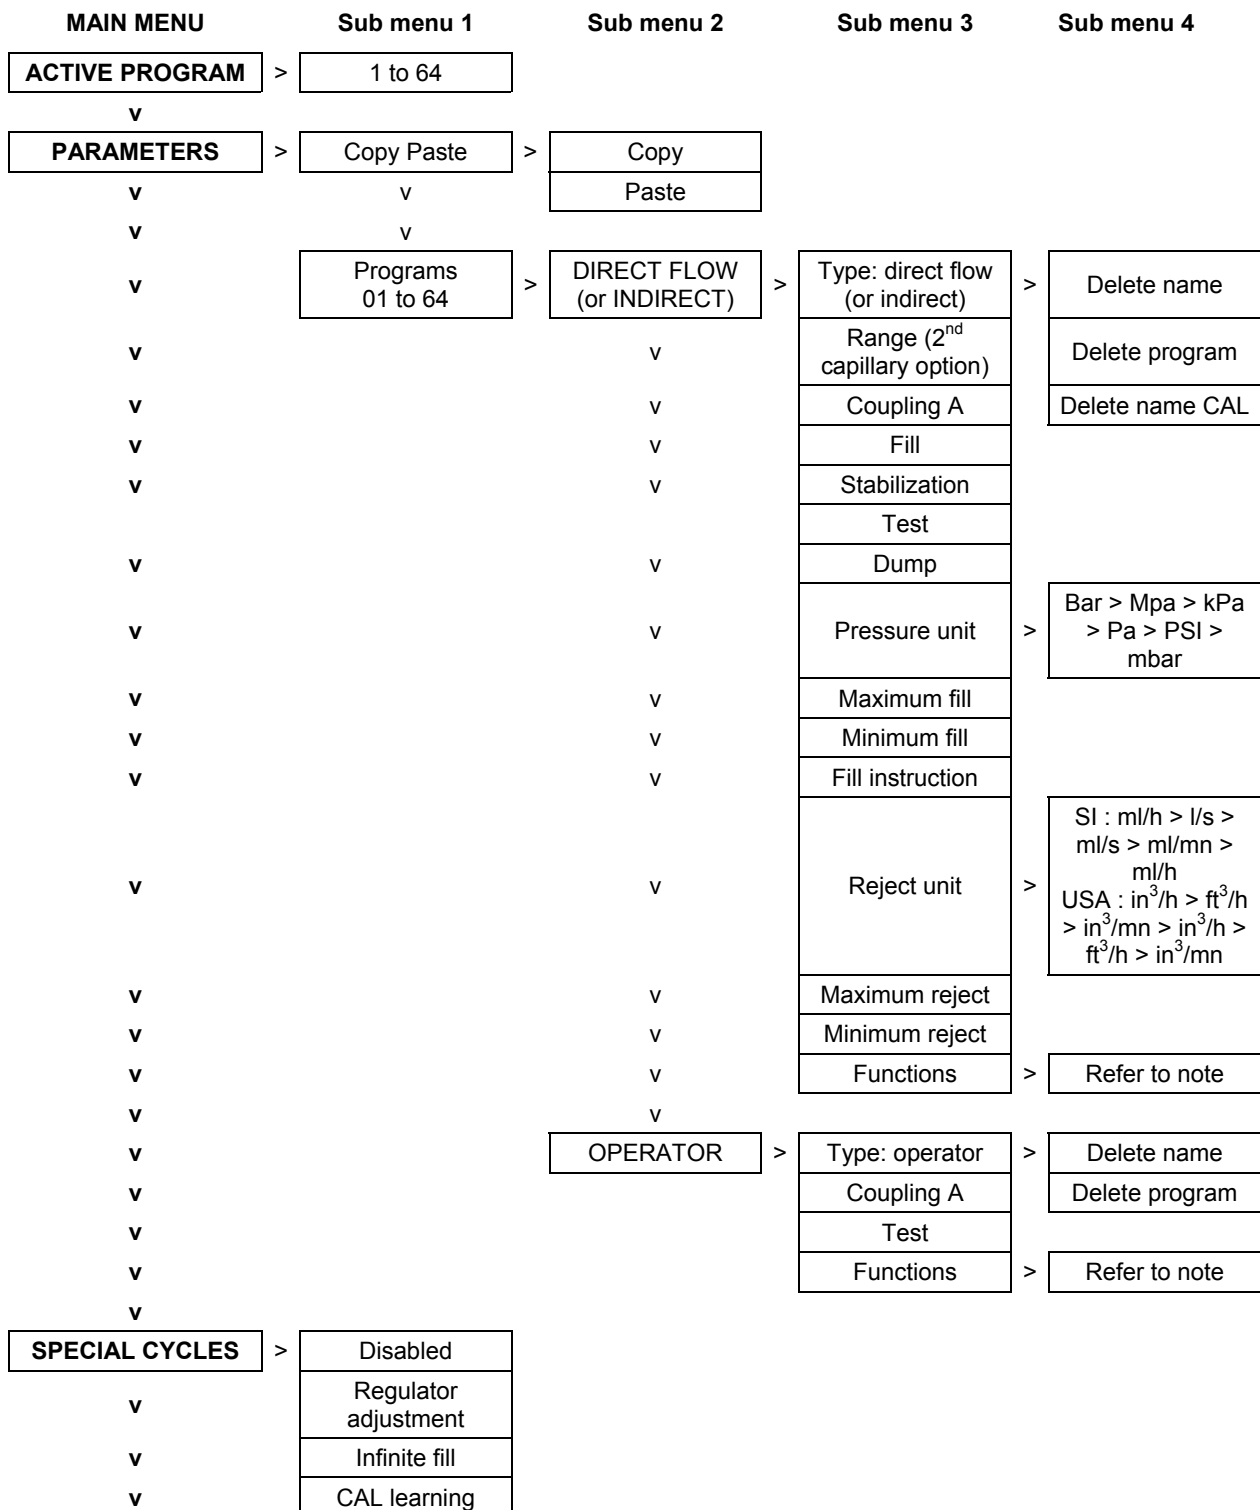 MAIN MENU Sub menu 1 Sub menu 2 Sub menu 3 Sub menu 4
ACTIVE PROGRAM > 1 to 64
v
PARAMETERS > Copy Paste > Copy
v v Paste
v v
v Programs 01 to 64 > DIRECT FLOW (or INDIRECT) > Type: direct flow (or indirect) > Delete name
v v Range (2nd capillary option) Delete program
v v Coupling A Delete name CAL
v v Fill
v v Stabilization
Test
v v Dump
v v Pressure unit > Bar > Mpa > kPa > Pa > PSI > mbar
v v Maximum fill
v v Minimum fill
v v Fill instruction
v v Reject unit > SI : ml/h > l/s > ml/s > ml/mn > ml/h USA : in3/h > ft3/h > in3/mn > in3/h > ft3/h > in3/mn
v v Maximum reject
v v Minimum reject
v v Functions > Refer to note
v v
v OPERATOR > Type: operator > Delete name
v Coupling A Delete program
v Test
v Functions > Refer to note
v
SPECIAL CYCLES > Disabled
v Regulator adjustment
v Infinite fill
v CAL learning